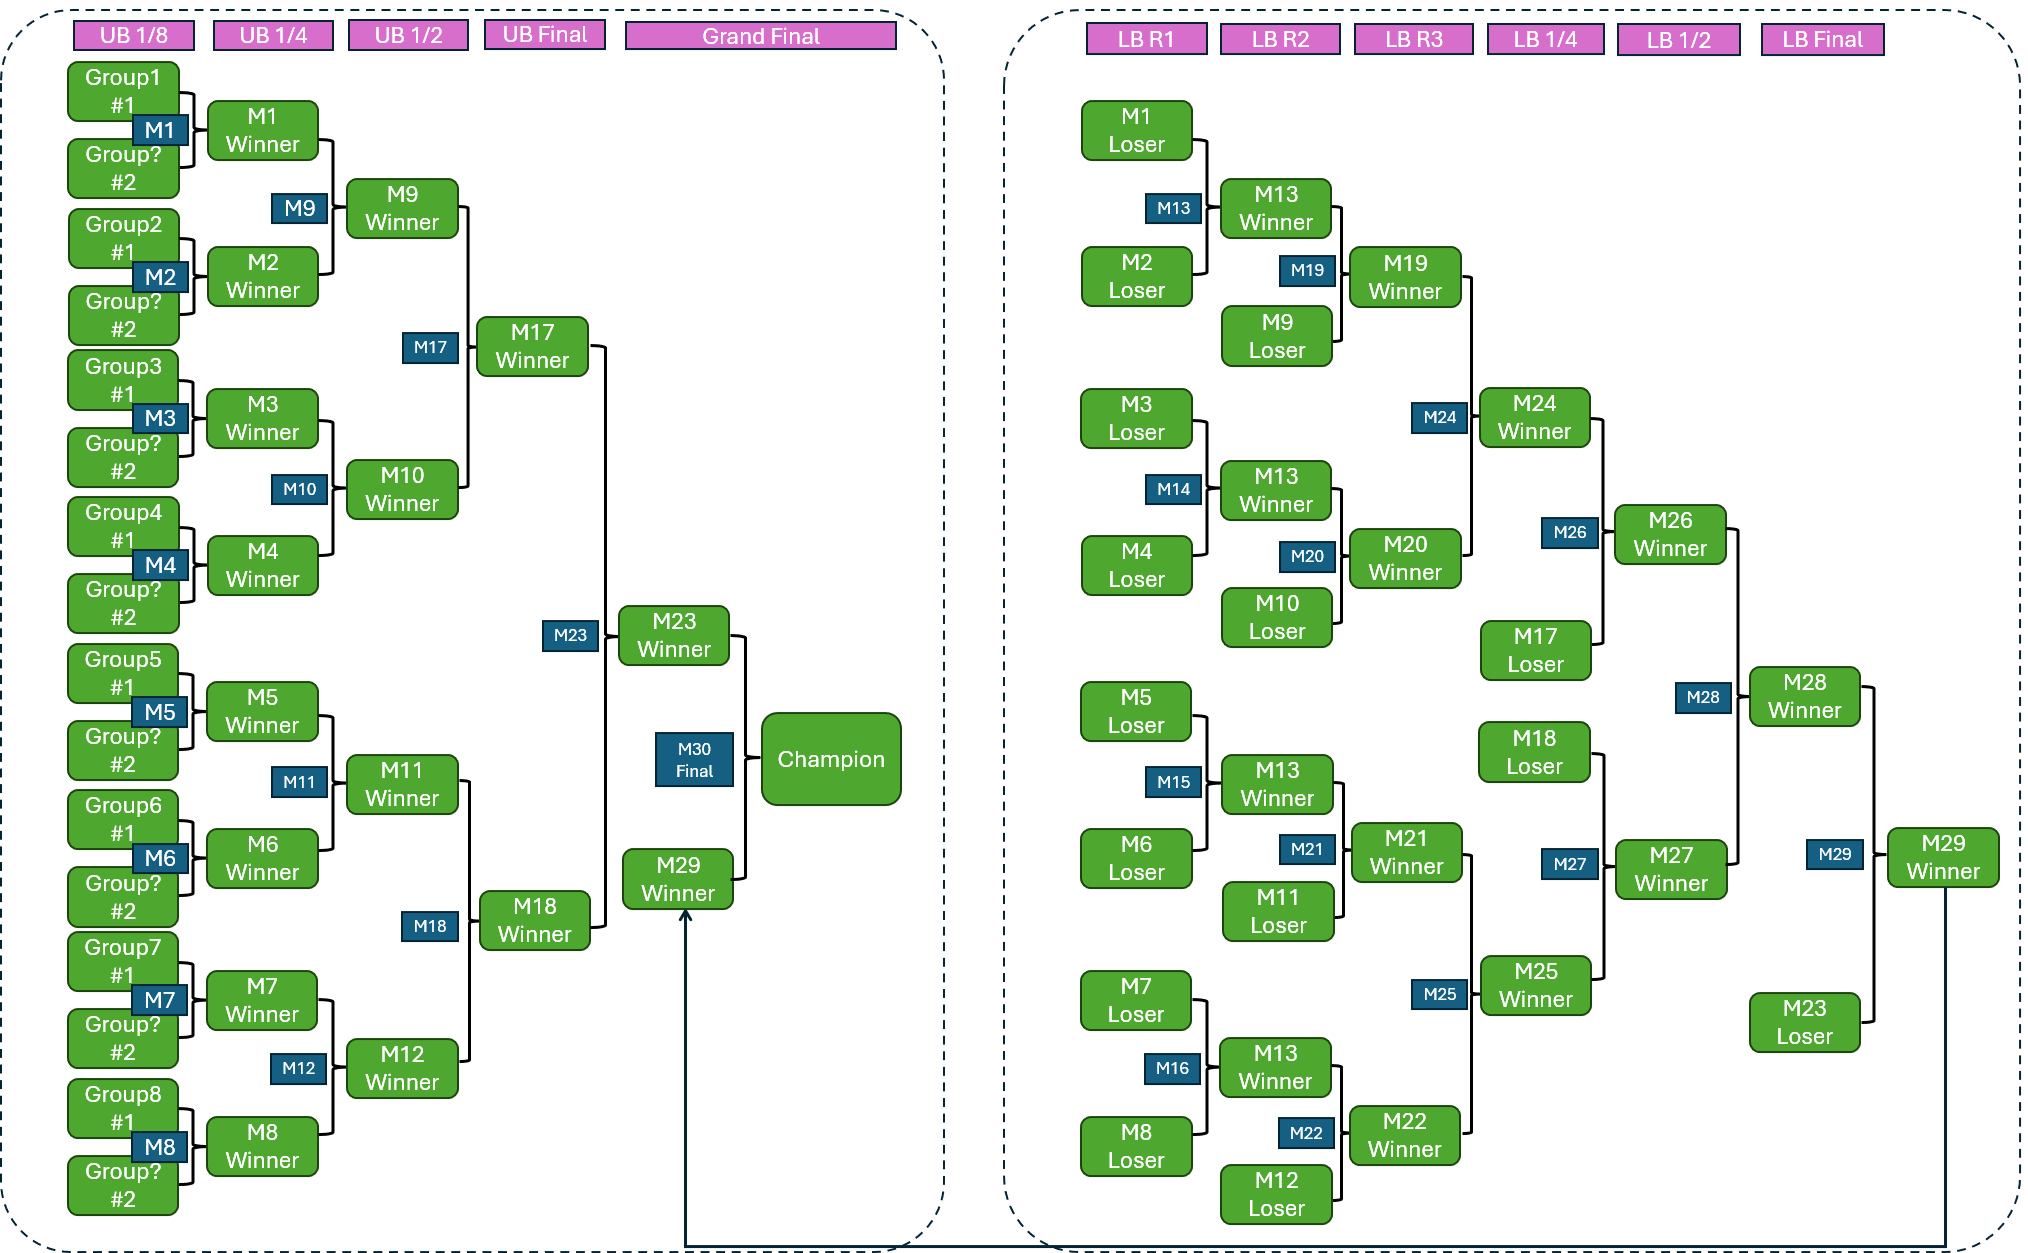 UB 1/8
UB 1/4
UB 1/2
UB Final
Grand Final
Group1
#1
M1
Group?
#2
Group2
#1
M2
Group?
#2
Group3
#1
M3
Group?
#2
Group4
#1
M4
Group?
#2
Group5
#1
M5
Group?
#2
Group6
#1
M6
Group?
#2
Group7
#1
M7
Group?
#2
Group8
#1
M8
Group?
#2
M1
Winner
M9
M2
Winner
M3
Winner
M10
M4
Winner
M5
Winner
M11
M6
Winner
M7
Winner
M12
M8
Winner
M9
Winner
M17
M10
Winner
M11
Winner
M18
M12
Winner
M17
Winner
M23
M18
Winner
M23
Winner
M30
Final
M29
Winner
Champion
LB R1
LB R2
LB R3
LB 1/4
LB 1/2
LB Final
M1
Loser
M13
M2
Loser
M3
Loser
M14
M4
Loser
M5
Loser
M15
M6
Loser
M7
Loser
M16
M8
Loser
M13
Winner
M19
M9
Loser
M13
Winner
M20
M10
Loser
M13
Winner
M21
M11
Loser
M13
Winner
M22
M12
Loser
M19
Winner
M24
M20
Winner
M21
Winner
M25
M22
Winner
M24
Winner
M26
M17
Loser
M18
Loser
M27
M25
Winner
M26
Winner
M28
M27
Winner
M28
Winner
M29
M23
Loser
M29
Winner